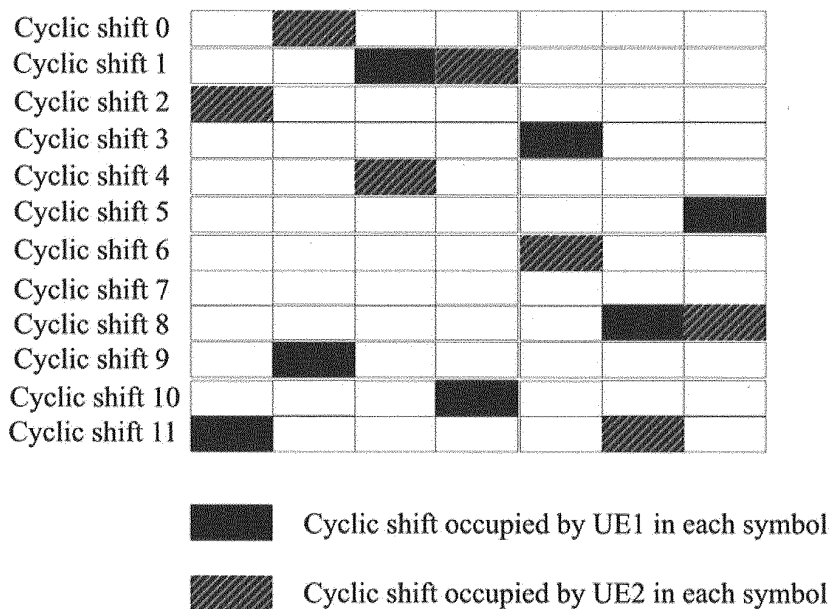 Cyclic shift 0
Cyclic shift 1
Cyclic shift 2
Cyclic shift 3
Cyclic shift 4
Cyclic shift 5
Cyclic shift 6
Cyclic shift 7
Cyclic shift 8
Cyclic shift 9
Cyclic shift 10
Cyclic shift 11
Cyclic shift occupied by UE1 in each symbol
Cyclic shift occupied by UE2 in each symbol